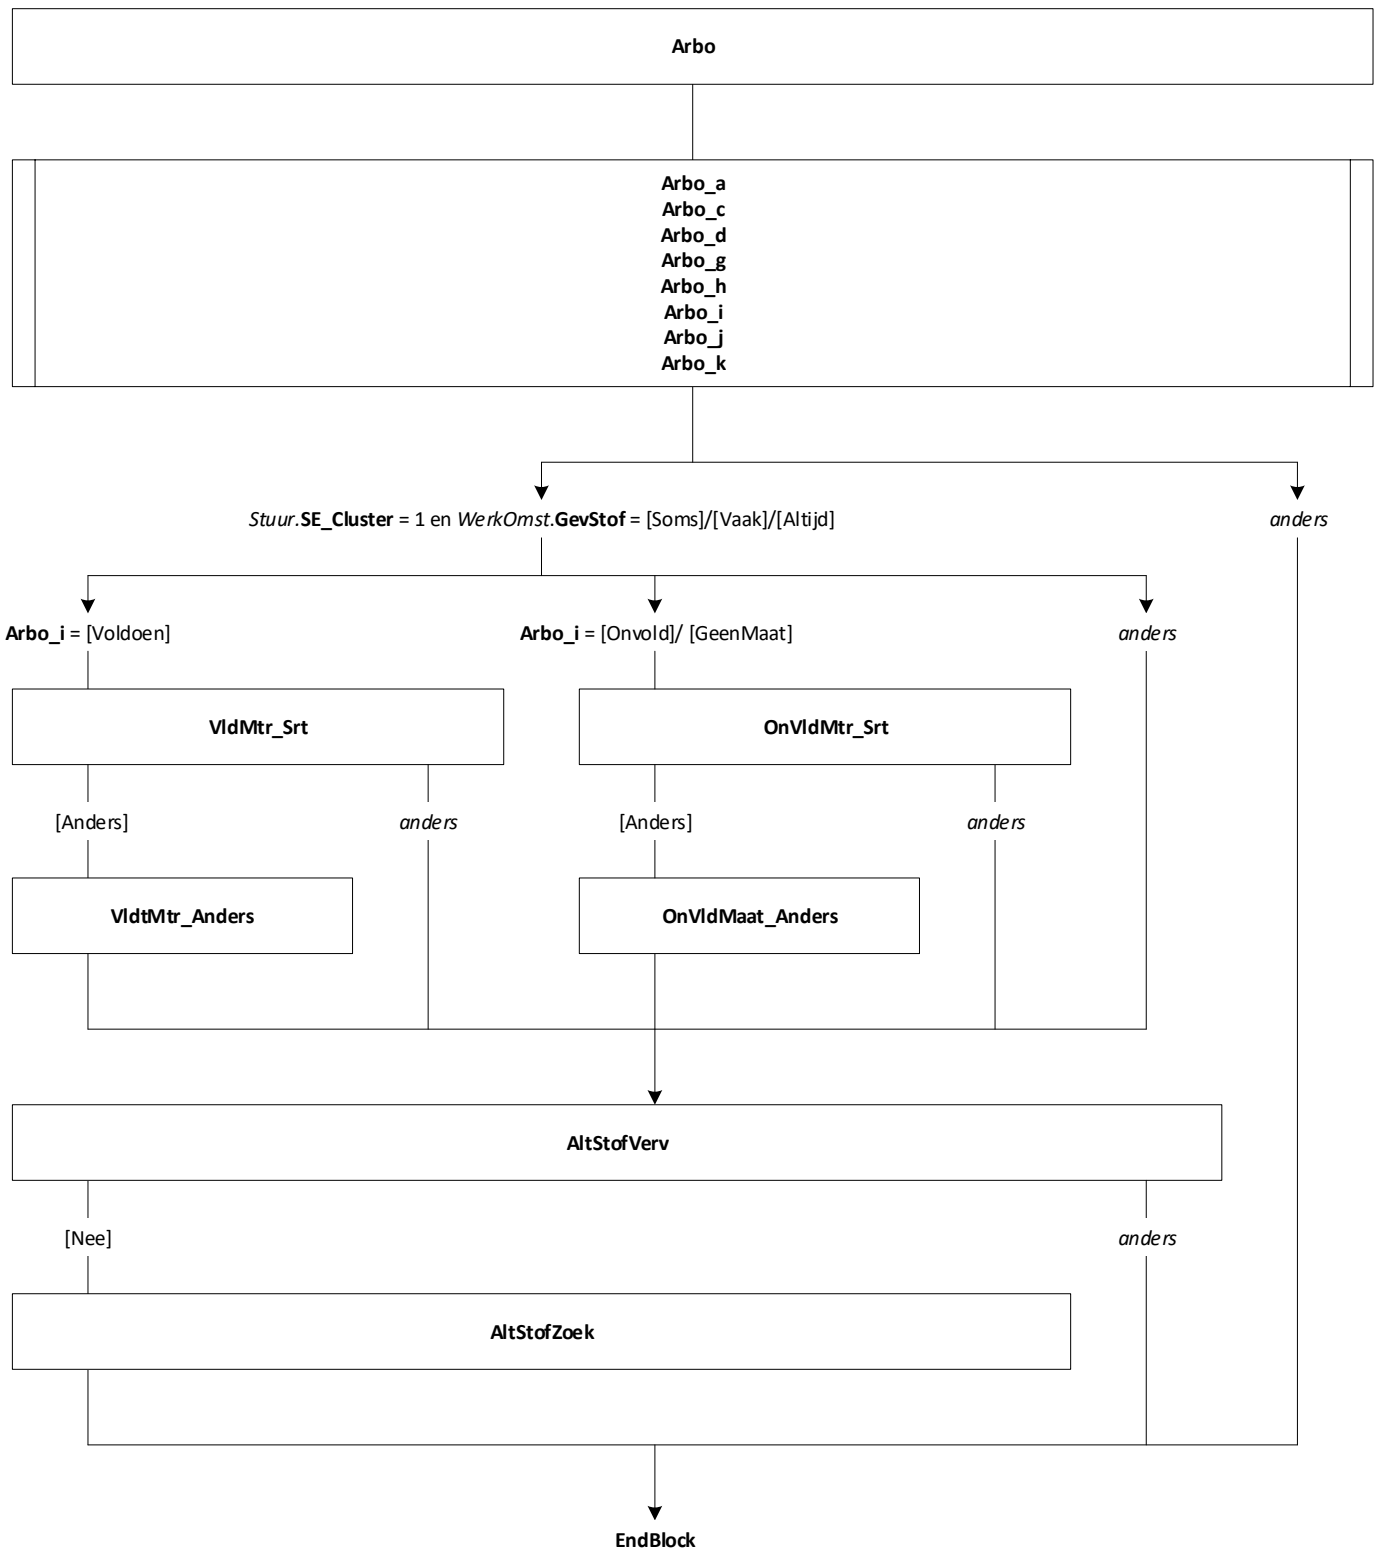 Arbo
Arbo_a
Arbo_c
Arbo_d
Arbo_g
Arbo_h
Arbo_i
Arbo_j
Arbo_k
Stuur.SE_Cluster = 1 en WerkOmst.GevStof = [Soms]/[Vaak]/[Altijd]
anders
Arbo_i = [Voldoen]
Arbo_i = [Onvold]/ [GeenMaat]
anders
VldMtr_Srt
OnVldMtr_Srt
[Anders]
anders
[Anders]
anders
VldtMtr_Anders
OnVldMaat_Anders
AltStofVerv
[Nee]
anders
AltStofZoek
EndBlock